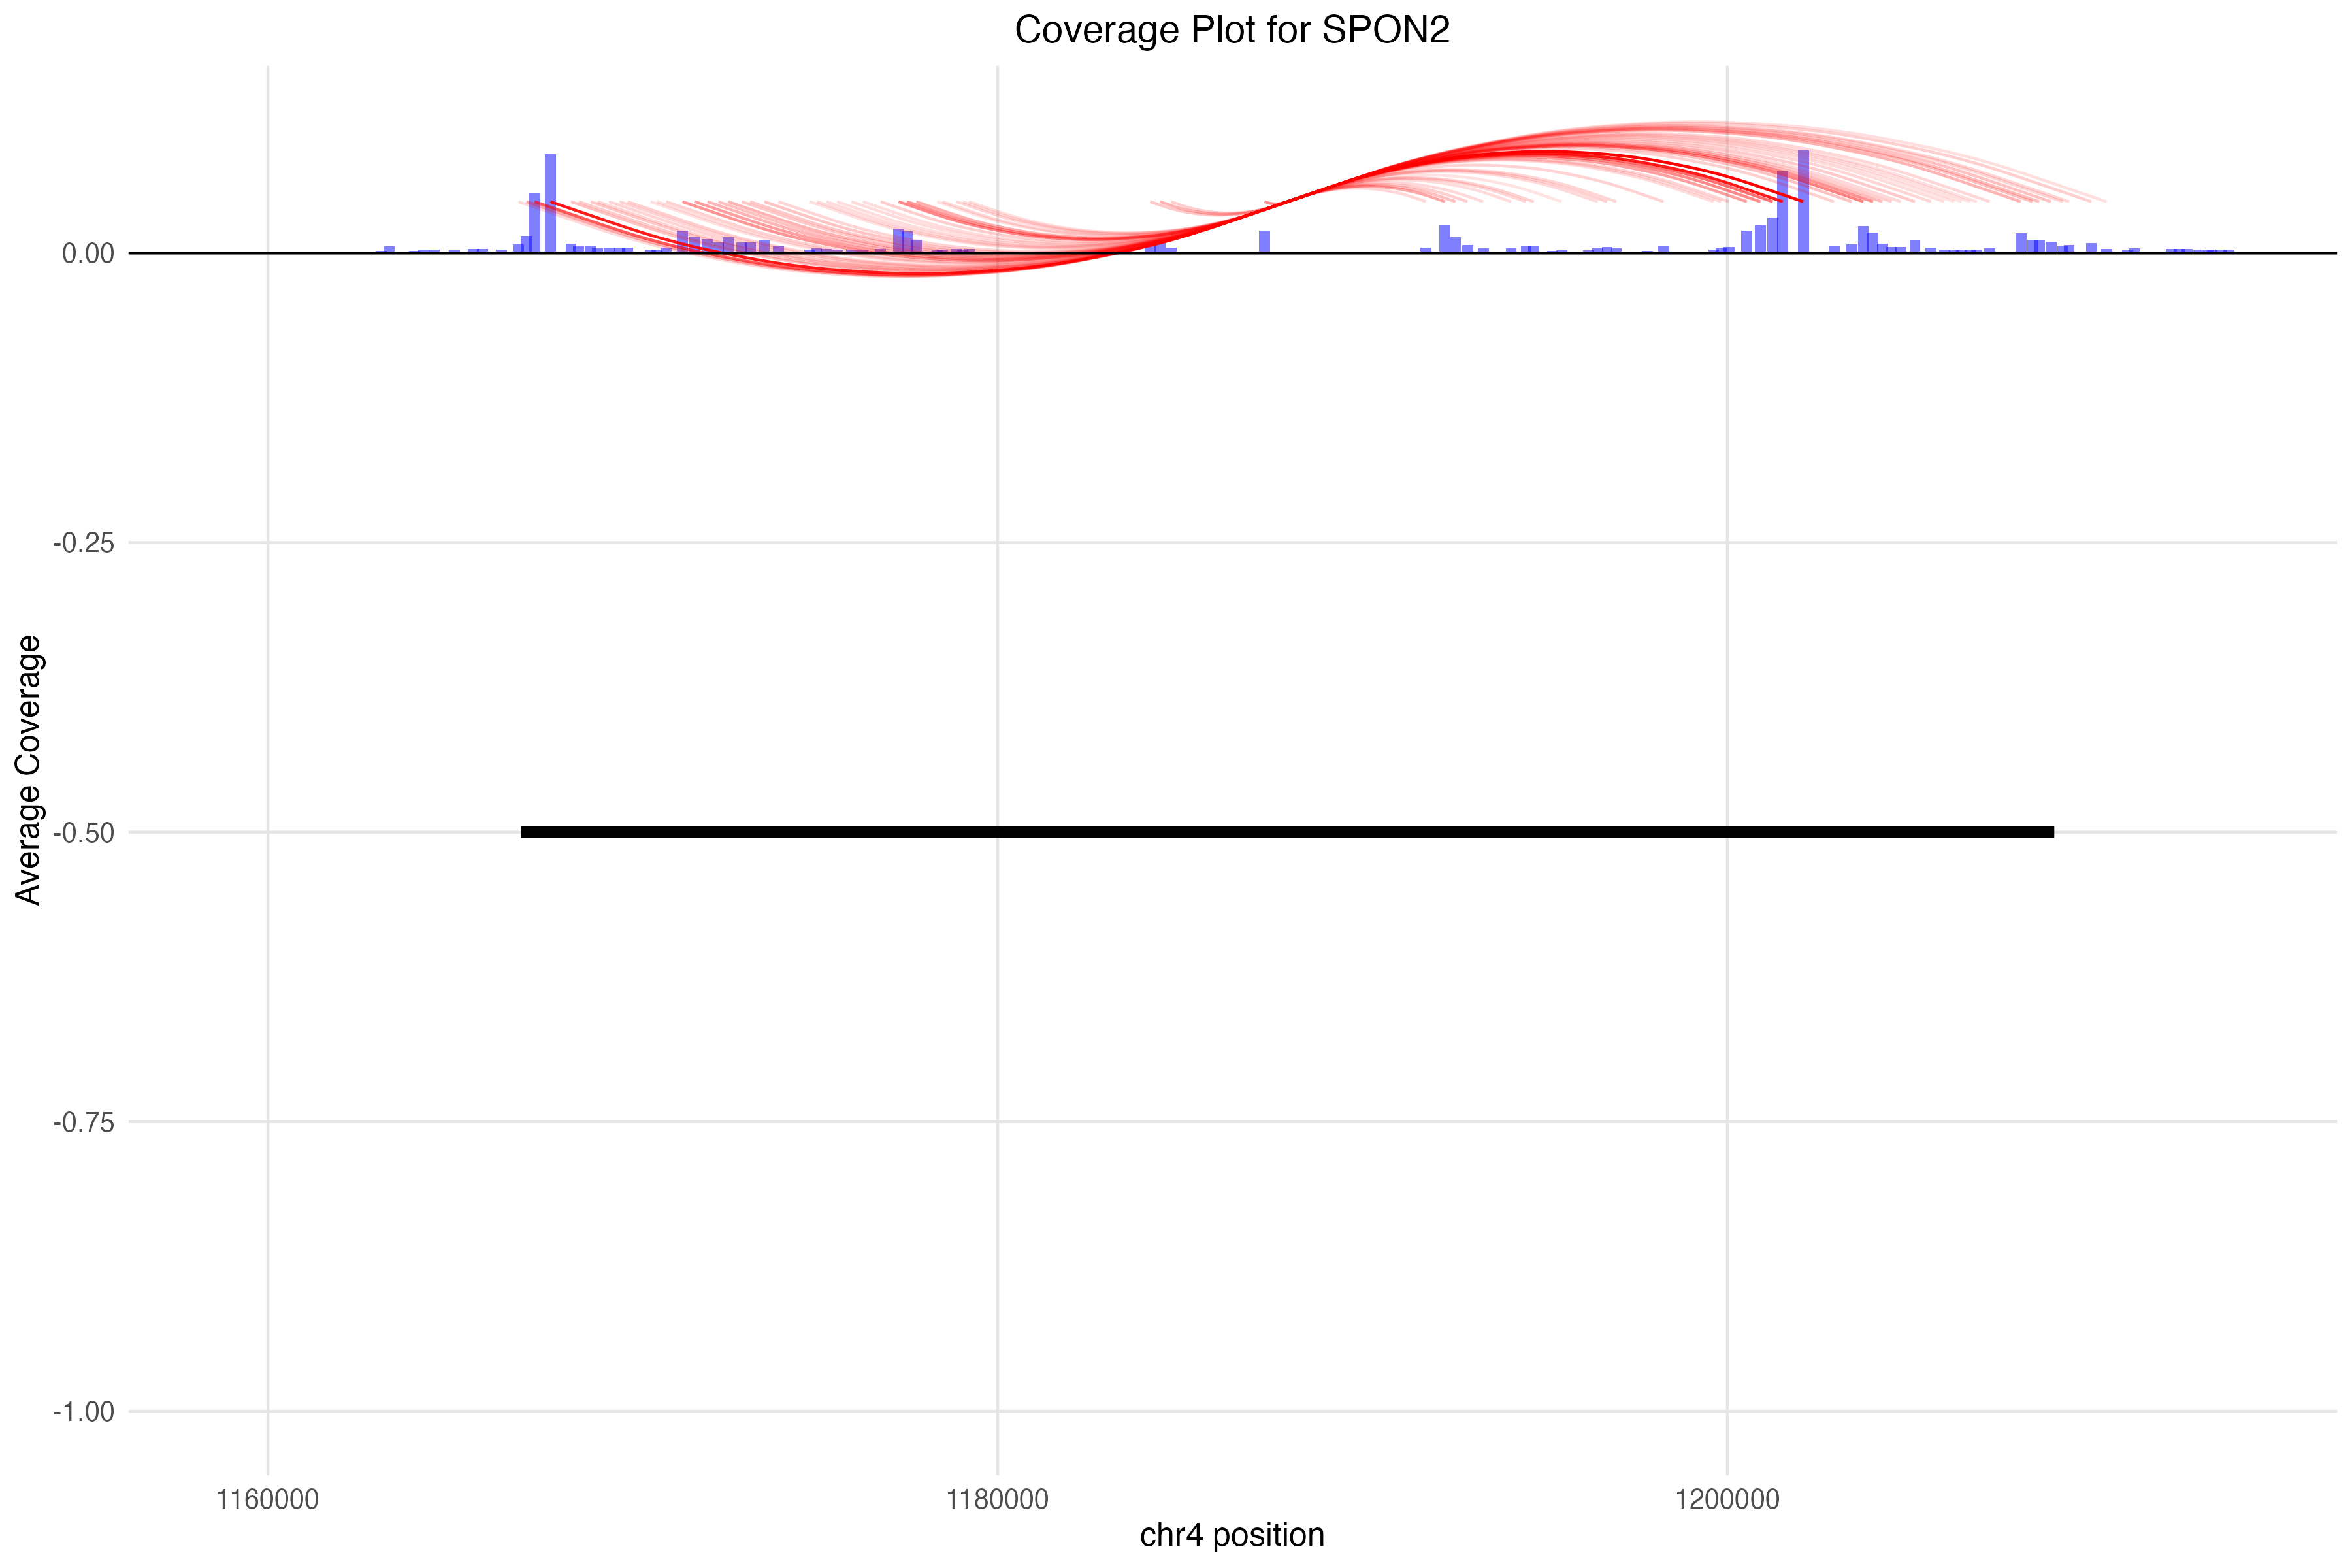 Coverage Plot for SPON2
Average Coverage
0.00
-0.25
-0.50
-0.75
-1.00
1160000
1180000
1200000
chr4 position